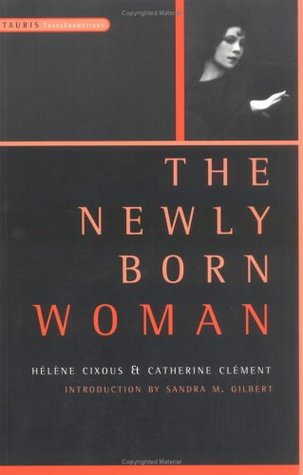 TAURIS TRANSFORMATIONS
THE
NEWLY
BORN
WOMAN
HÉLÈNE CIXOUS & CATHERINE CLÉMENT
INTRODUCTION BY SANDRA M. GILBERT